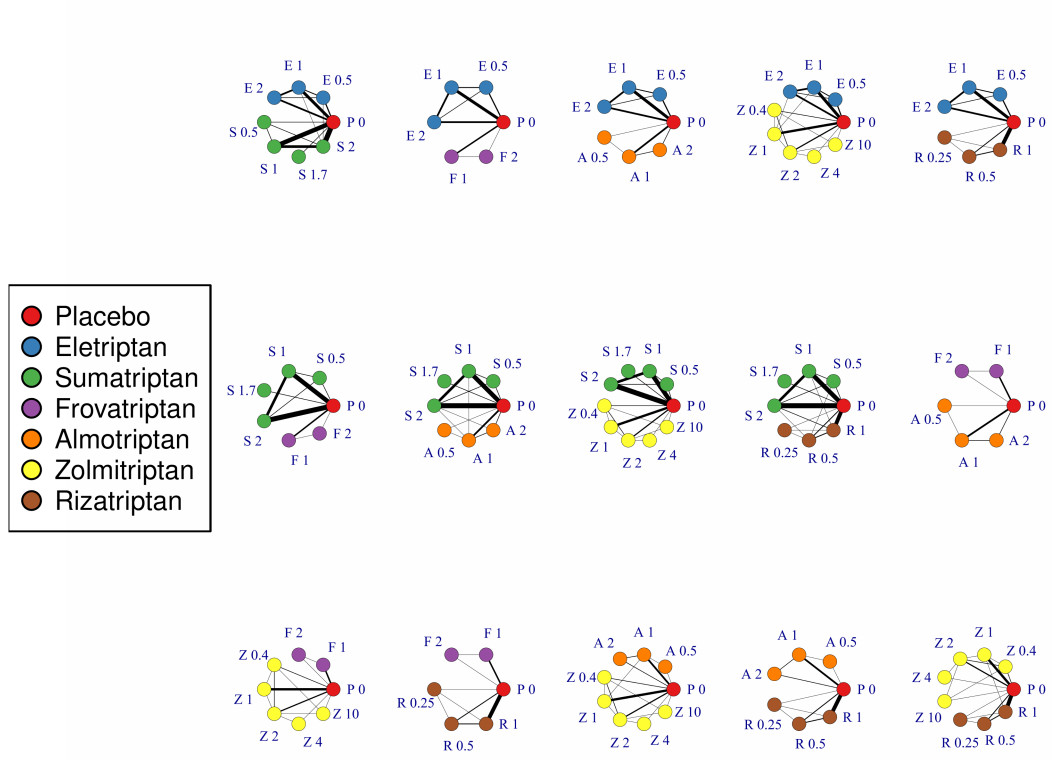 E 1
E 0.5
E 2
P 0
S 0.5
S 2
S 1
S 1.7
E 1
E 0.5
P 0
E 2
F 2
F 1
E 1
E 0.5
E 2
P 0
A 0.5
A 2
A 1
E 1
E 2
E 0.5
Z 0.4
P 0
Z 1
Z 10
Z 2
Z 4
E 1
E 0.5
E 2
P 0
R 0.25
R 1
R 0.5
Placebo
Eletriptan
Sumatriptan
Frovatriptan
Almotriptan
Zolmitriptan
Rizatriptan
S 1
S 0.5
S 1.7
P 0
S 2
F 2
F 1
S 1
S 0.5
S 1.7
S 2
P 0
A 2
A 0.5
A 1
S 1.7
S 1
S 0.5
S 2
P 0
Z 0.4
Z 10
Z 1
Z 2
Z 4
S 1
S 0.5
S 1.7
S 2
P 0
R 1
R 0.25
R 0.5
F 2
F 1
P 0
A 0.5
A 2
A 1
F 2
F 1
Z 0.4
P 0
Z 1
Z 10
Z 2
Z 4
F 1
F 2
P 0
R 0.25
R 1
R 0.5
A 1
A 2
A 0.5
Z 0.4
P 0
Z 1
Z 10
Z 2
Z 4
A 1
A 0.5
A 2
P 0
R 0.25
R 1
R 0.5
Z 1
Z 2
Z 0.4
Z 4
P 0
Z 10
R 1
R 0.25
R 0.5